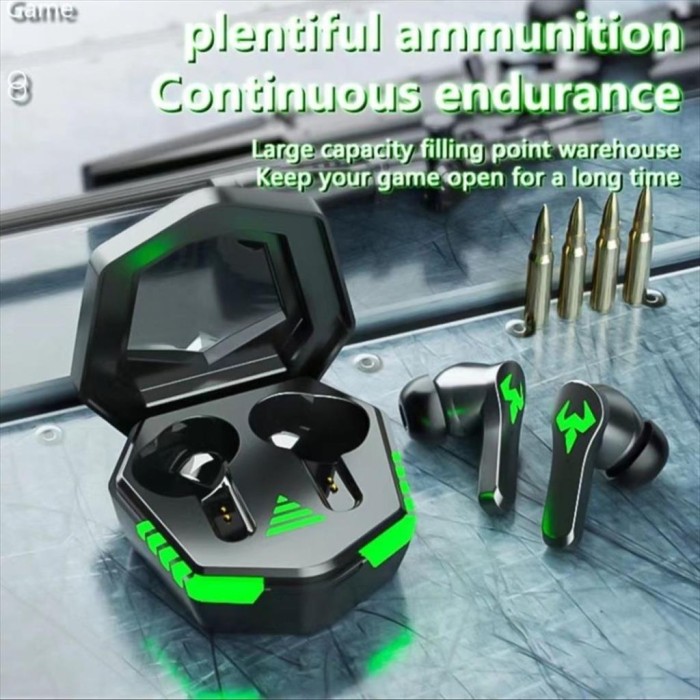 Game
plentiful ammunition
8
Continuous endurance
Large capacity filling point warehouse
Keep your game open for a long time